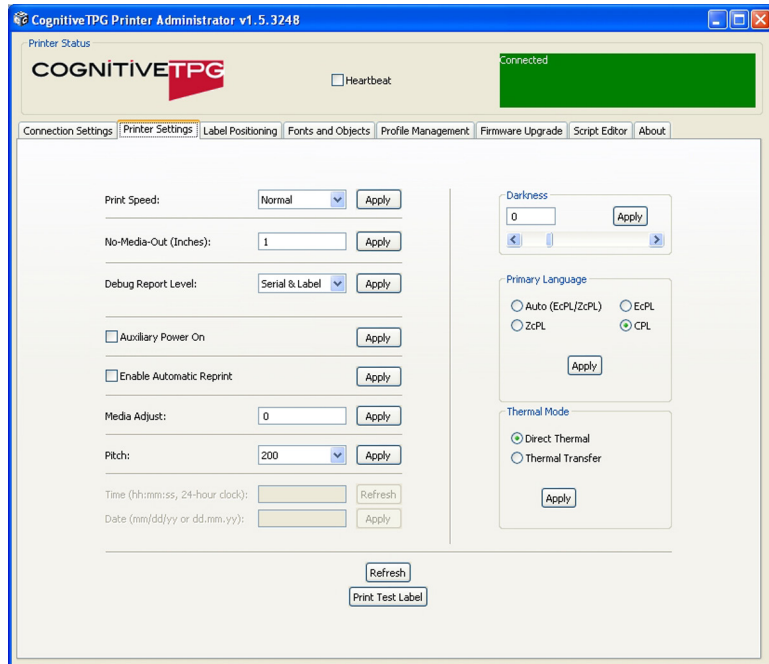 CognitiveTPG Printer Administrator v1.5.3248
Printer Status
COGNITIVETPG
Heartbeat
Connected
Connection Settings Printer Settings Label Positioning Fonts and Objects Profile Management Firmware Upgrade Script Editor About
Print Speed: Normal Apply
No-Media-Out (Inches): 1 Apply
Debug Report Level: Serial & Label Apply
Auxiliary Power On Apply
Enable Automatic Reprint Apply
Media Adjust: 0 Apply
Pitch: 200 Apply
Time (hh:mm:ss, 24-hour clock): Refresh
Date (mm/dd/yy or dd.mm.yy): Apply
Darkness
0 Apply
Primary Language
Auto (EcPL/ZcPL) EcPL
ZcPL CPL
Apply
Thermal Mode
Direct Thermal
Thermal Transfer
Apply
Refresh
Print Test Label